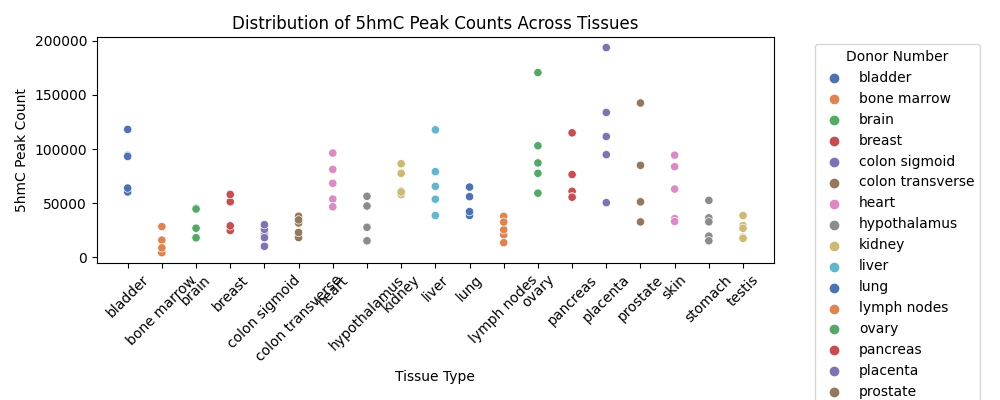 Distribution of 5hmC Peak Counts Across Tissues
200000
150000
100000
50000
0
5hmC Peak Count
bladder
bone marrow
brain
breast
colon sigmoid
colon transverse
heart
hypothalamus
kidney
liver
lung
lymph nodes
ovary
pancreas
placenta
prostate
skin
stomach
testis
Tissue Type
Donor Number
bladder
bone marrow
brain
breast
colon sigmoid
colon transverse
heart
hypothalamus
kidney
liver
lung
lymph nodes
ovary
pancreas
placenta
prostate